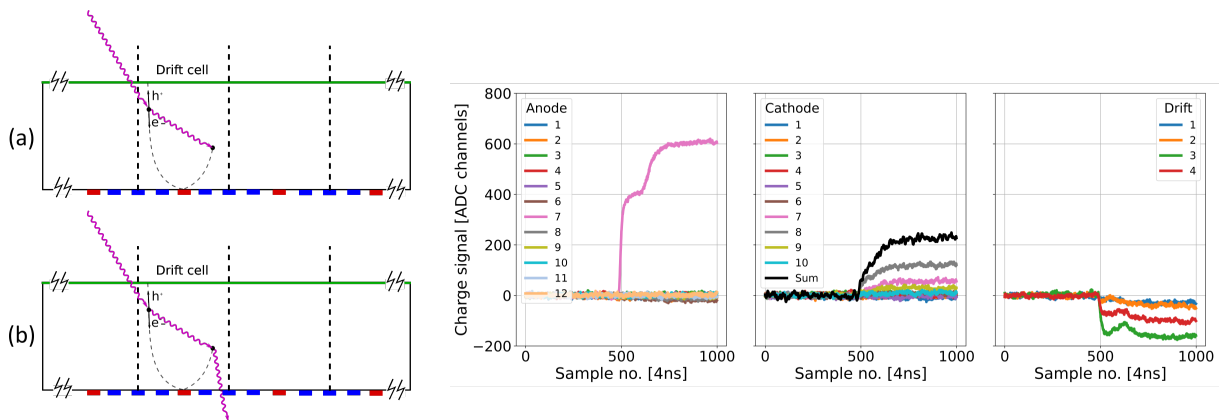 (a)
Drift cell
h+
e-
(b)
Drift cell
h+
e-
Charge signal [ADC channels]
800
600
400
200
0
−200
Anode
1
2
3
4
5
6
7
8
9
10
11
12
0
500
1000
Sample no. [4ns]
Cathode
1
2
3
4
5
6
7
8
9
10
Sum
0
500
1000
Sample no. [4ns]
Drift
1
2
3
4
0
500
1000
Sample no. [4ns]